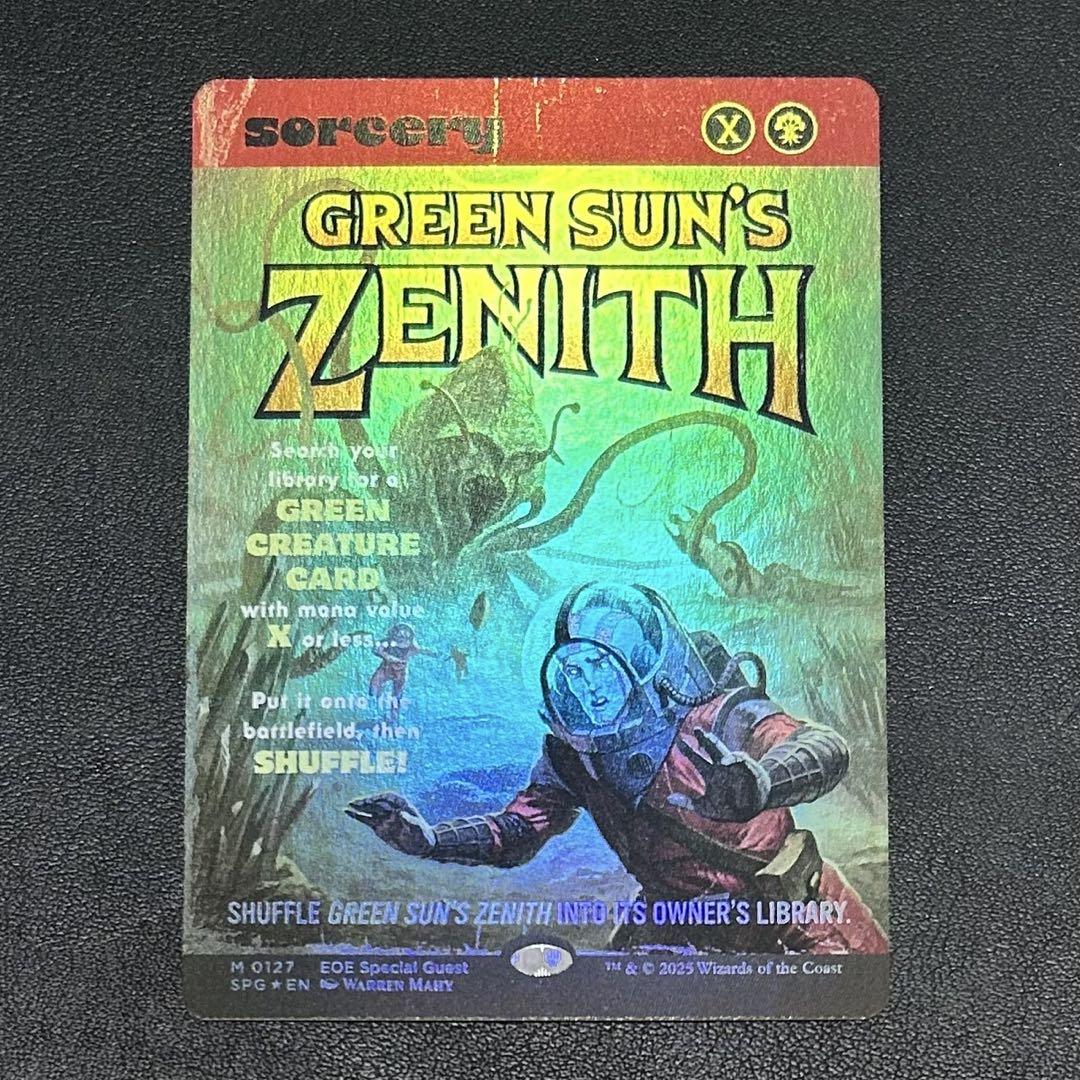 sorcery X
GREEN SUN'S
ZENITH
Search your
library for a
GREEN
CREATURE
CARD
with mana value
X or less...
Put it onto the
battlefield, then
SHUFFLE!
SHUFFLE GREEN SUN'S ZENITH INTO ITS OWNER'S LIBRARY.
M 0127 EOE Special Guest ™ & © 2025 Wizards of the Coast
SPG ★ EN WARREN MAHY